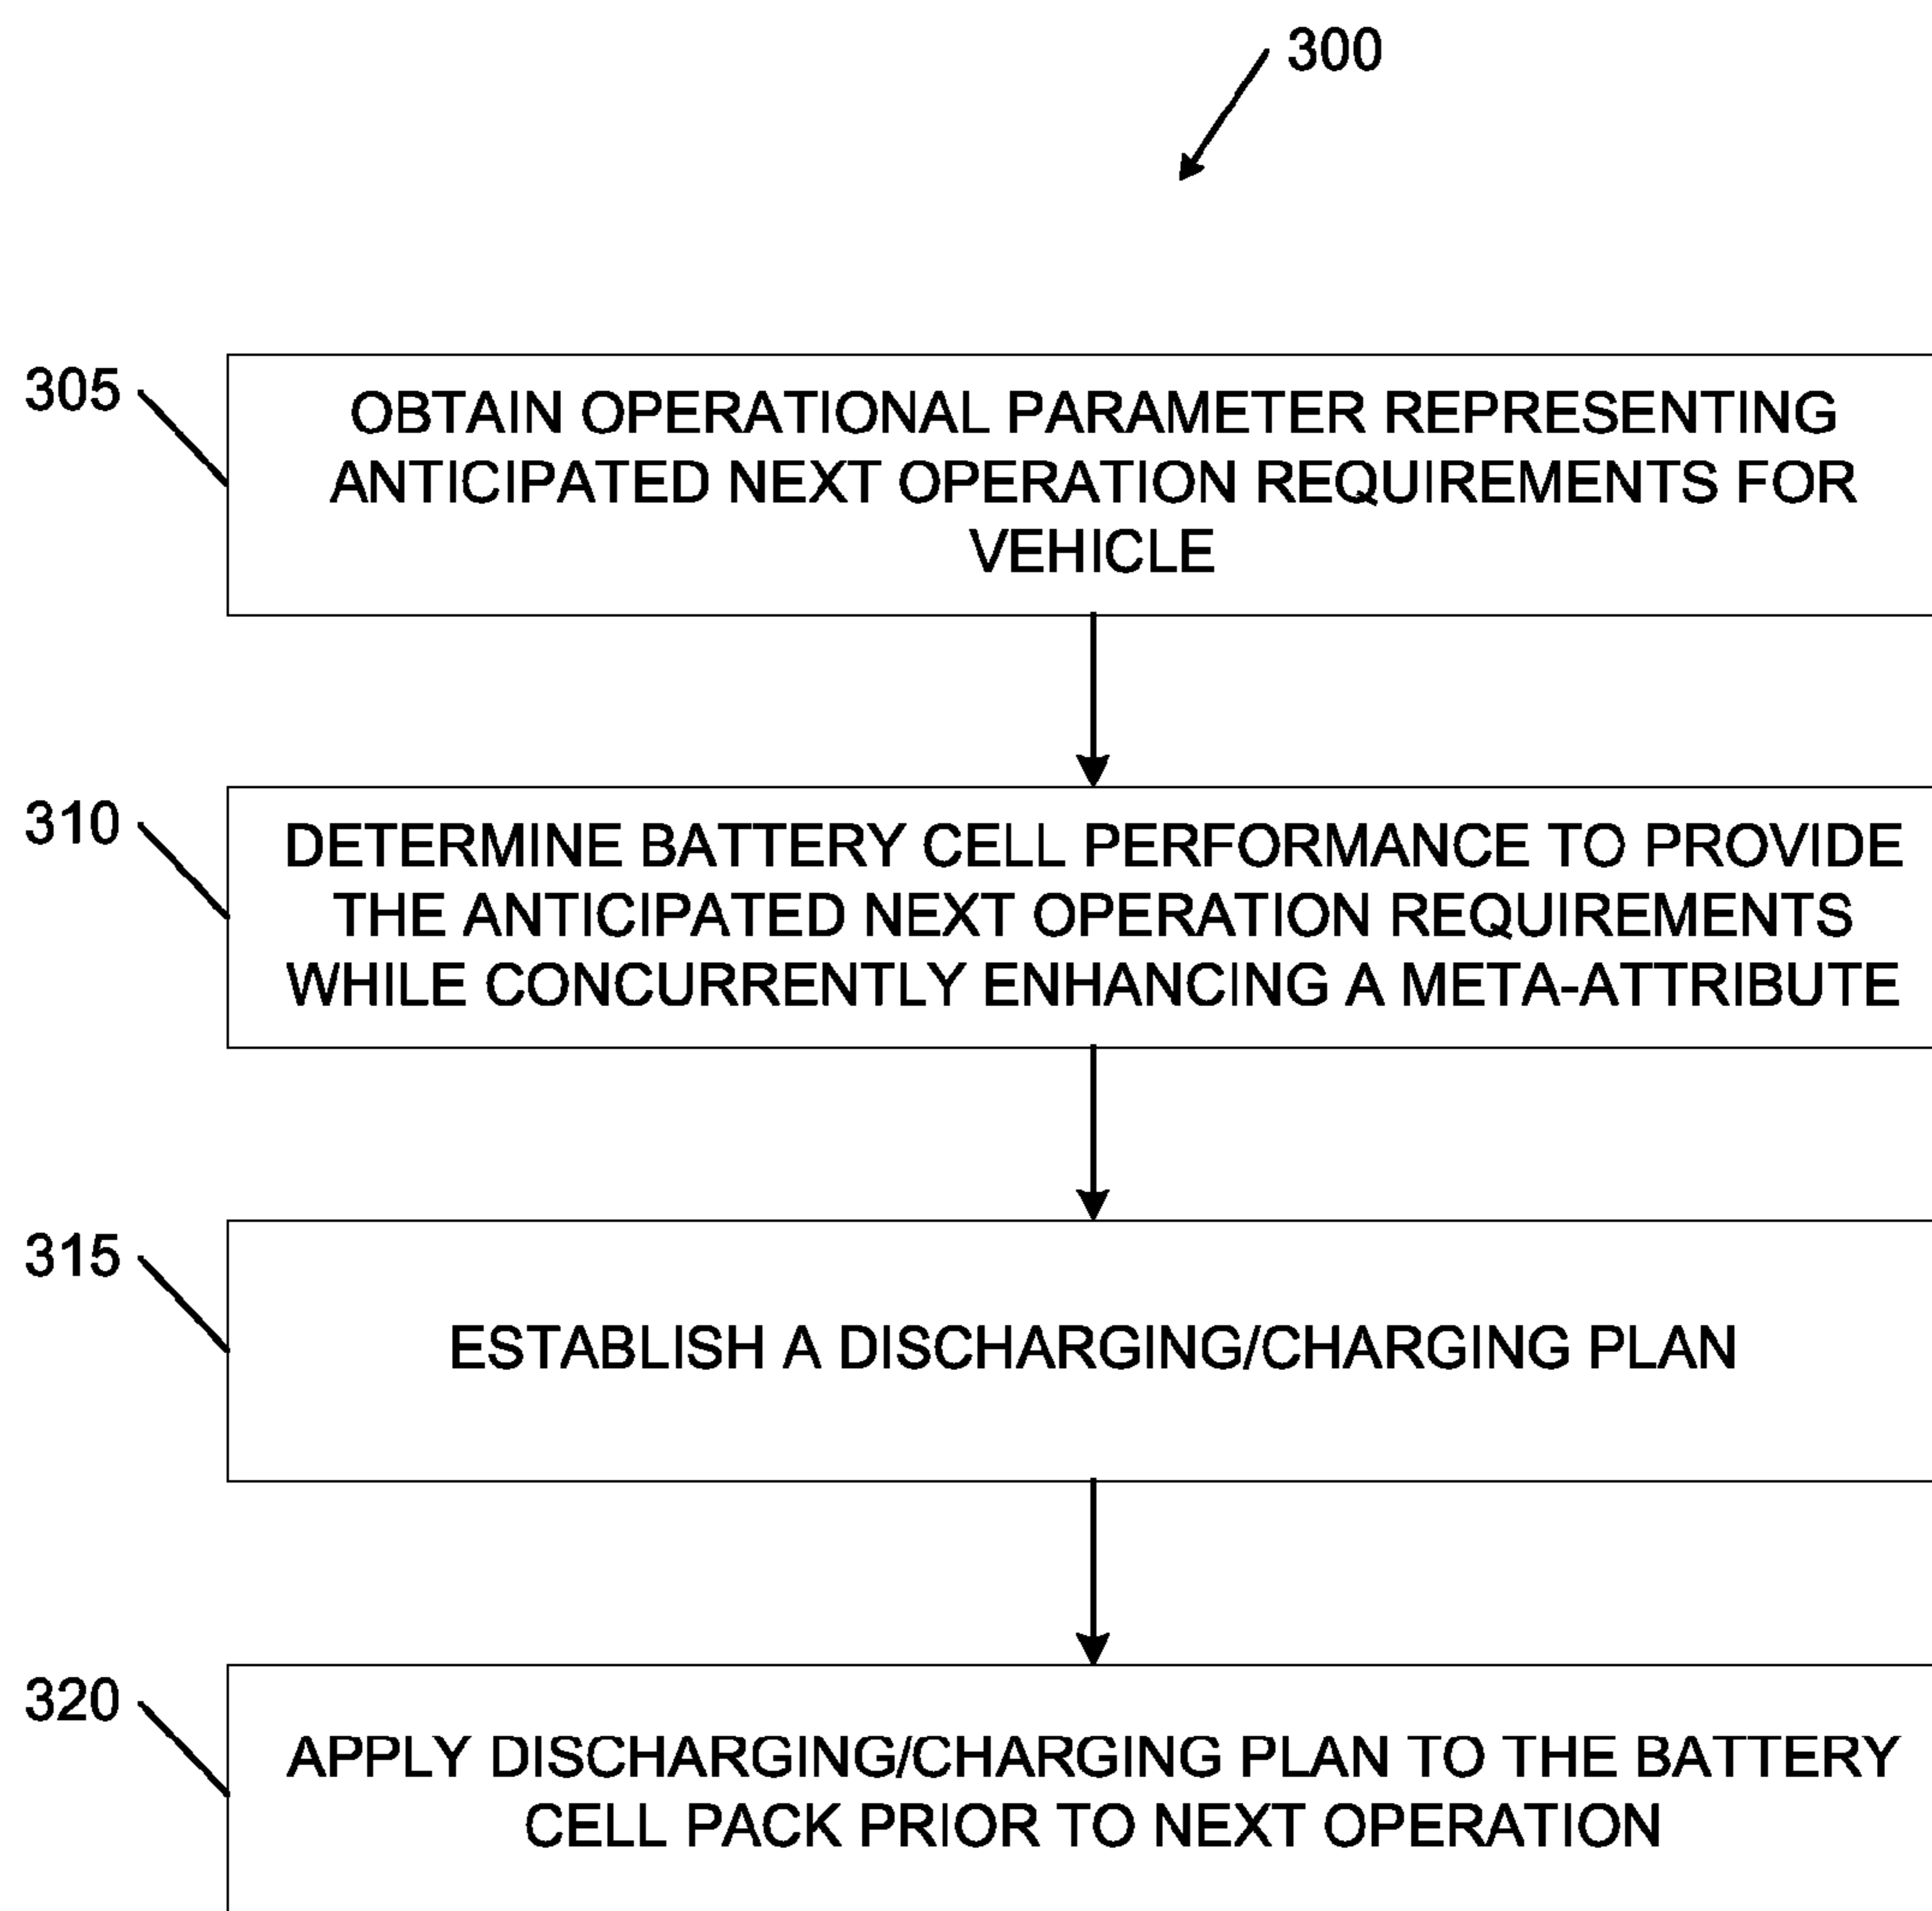 300
305
OBTAIN OPERATIONAL PARAMETER REPRESENTING
ANTICIPATED NEXT OPERATION REQUIREMENTS FOR
VEHICLE
310
DETERMINE BATTERY CELL PERFORMANCE TO PROVIDE
THE ANTICIPATED NEXT OPERATION REQUIREMENTS
WHILE CONCURRENTLY ENHANCING A META-ATTRIBUTE
315
ESTABLISH A DISCHARGING/CHARGING PLAN
320
APPLY DISCHARGING/CHARGING PLAN TO THE BATTERY
CELL PACK PRIOR TO NEXT OPERATION